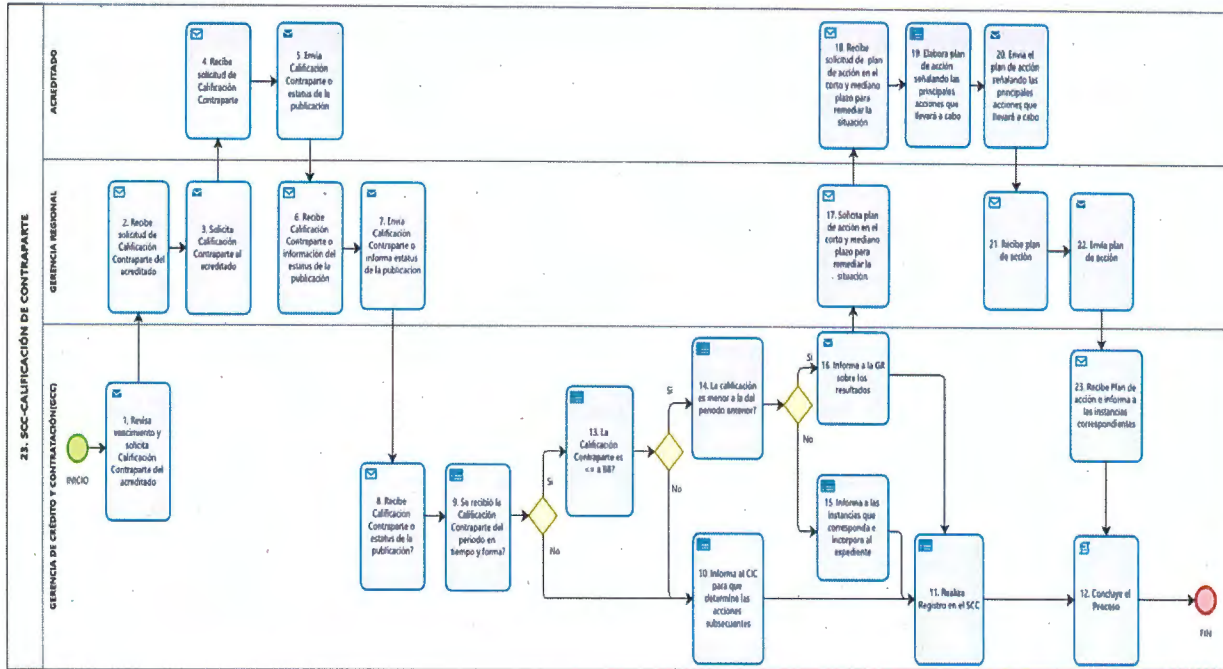 23. SCC-CALIFICACIÓN DE CONTRAPARTE
ACREDITADO
4. Recibe
solicitud de
Calificación
Contraparte
5. Envía
Calificación
Contraparte o
estatus de la
publicación
18. Recibe
solicitud de plan
de acción en el
corto y mediano
plazo para
remediar la
situación
19. Elabora plan
de acción
señalando las
principales
acciones que
llevará a cabo
20. Envía el
plan de acción
señalando las
principales
acciones que
llevará a cabo
GERENCIA REGIONAL
2. Recibe
solicitud de
Calificación
Contraparte del
acreditado
3. Solicita
Calificación
Contraparte al
acreditado
6. Recibe
Calificación
Contraparte o
información del
estatus de la
publicación
7. Envía
Calificación
Contraparte o
informa estatus
de la publicacion
17. Solicita plan
de acción en el
corto y mediano
plazo para
remediar la
situación
21. Recibe plan
de acción
22. Envía plan
de acción
GERENCIA DE CRÉDITO Y CONTRATACIÓN(GCC)
INICIO
1. Revisa
vencimiento y
solicita
Calificación
Contraparte del
acreditado
8. Recibe
Calificacion
Contraparte o
estatus de la
publicación?
9. Se recibió la
Calificación
Contraparte del
periodo en
tiempo y forma?
Si
No
13. La
Calificación
Contraparte es
<= a BB?
Si
No
14. La calificación
es menor a la del
periodo anterior?
Si
No
16. Informa a la GR
sobre los
resultados
15. Informa a las
instancias que
corresponda e
incorpora al
expediente
10. Informa al CIC
para que
determine las
acciones
subsecuentes
11. Realiza
Registro en el SCC
23. Recibe Plan de
acción e informa a
las instancias
correspondientes
12. Concluye el
Proceso
FIN